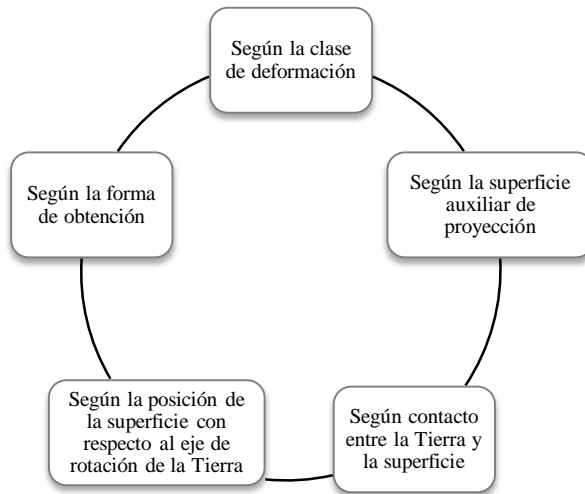 Según la clase
de deformación
Según la superficie
auxiliar de
proyección
Según contacto
entre la Tierra y
la superficie
Según la posición de
la superficie con
respecto al eje de
rotación de la Tierra
Según la forma
de obtención